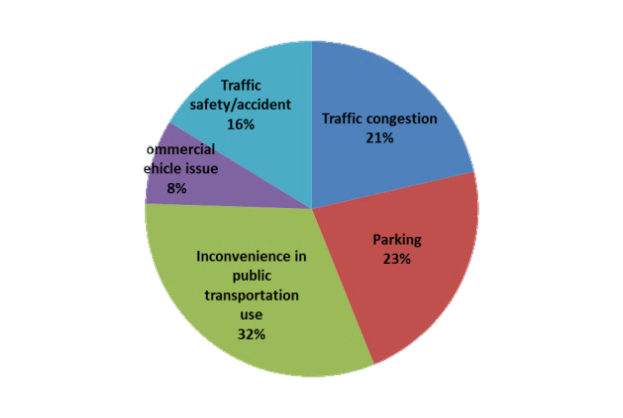 Traffic
safety/accident
16%
Traffic congestion
21%
ommercial
ehicle issue
8%
Parking
23%
Inconvenience in
public
transportation
use
32%